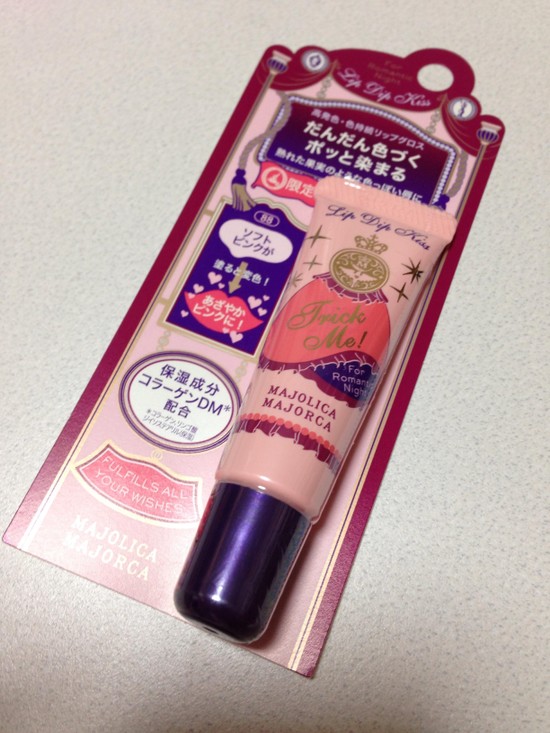 For
Romantic
Night
Lip Dip Kiss
高発色・色持続リップグロス
だんだん色づく
ポッと染まる
熟れた果実のような色っぽい唇に
限定
88
ソフト
ピンクが
塗ると変色！
あざやか
ピンクに！
保湿成分
コラーゲンDM*
配合
FULFILLS ALL
YOUR WISHES
MAJOLICA
MAJORCA
Lip Dip Kiss
Trick
Me!
For
Romantic
Night
MAJOLICA
MAJORCA